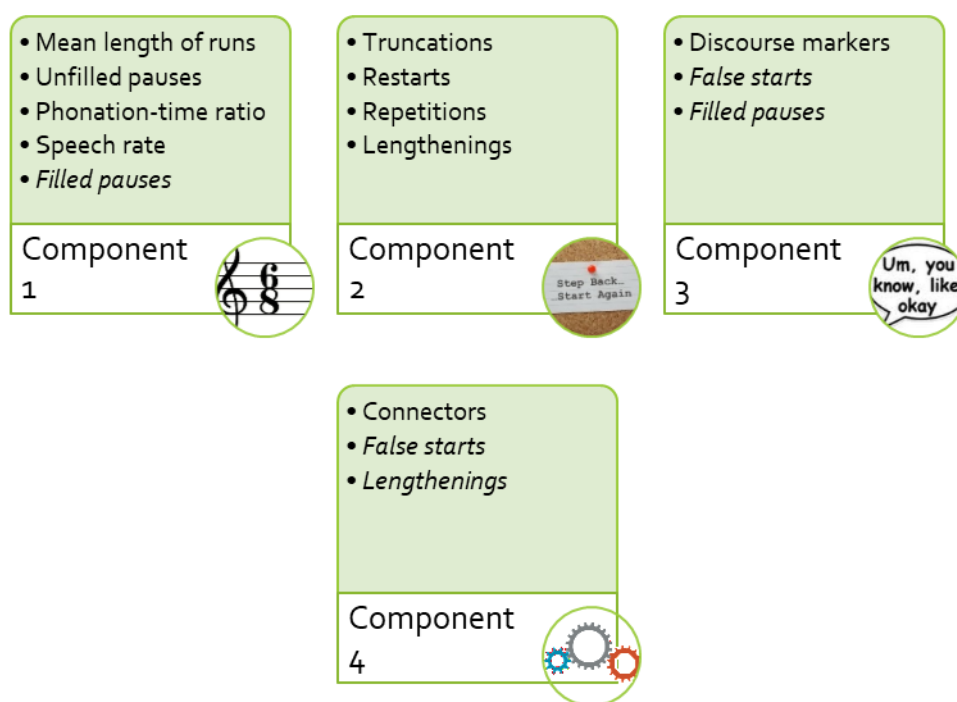 • Mean length of runs
• Unfilled pauses
• Phonation-time ratio
• Speech rate
• Filled pauses
Component
1
6
8
• Truncations
• Restarts
• Repetitions
• Lengthenings
Component
2
Step Back…
Start Again
• Discourse markers
• False starts
• Filled pauses
Component
3
Um, you
know, like
okay
• Connectors
• False starts
• Lengthenings
Component
4